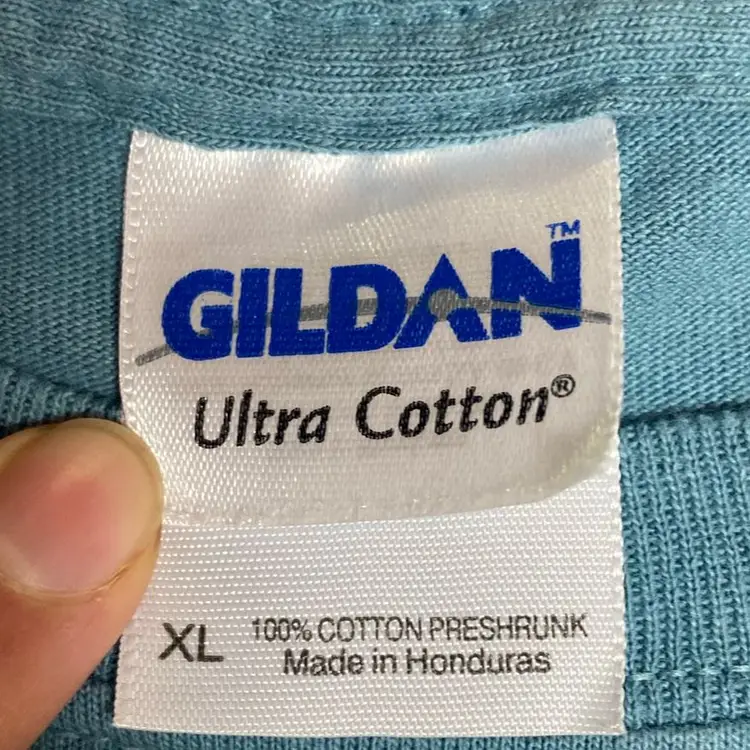 GILDAN™
Ultra Cotton®
XL 100% COTTON PRESHRUNK
Made in Honduras